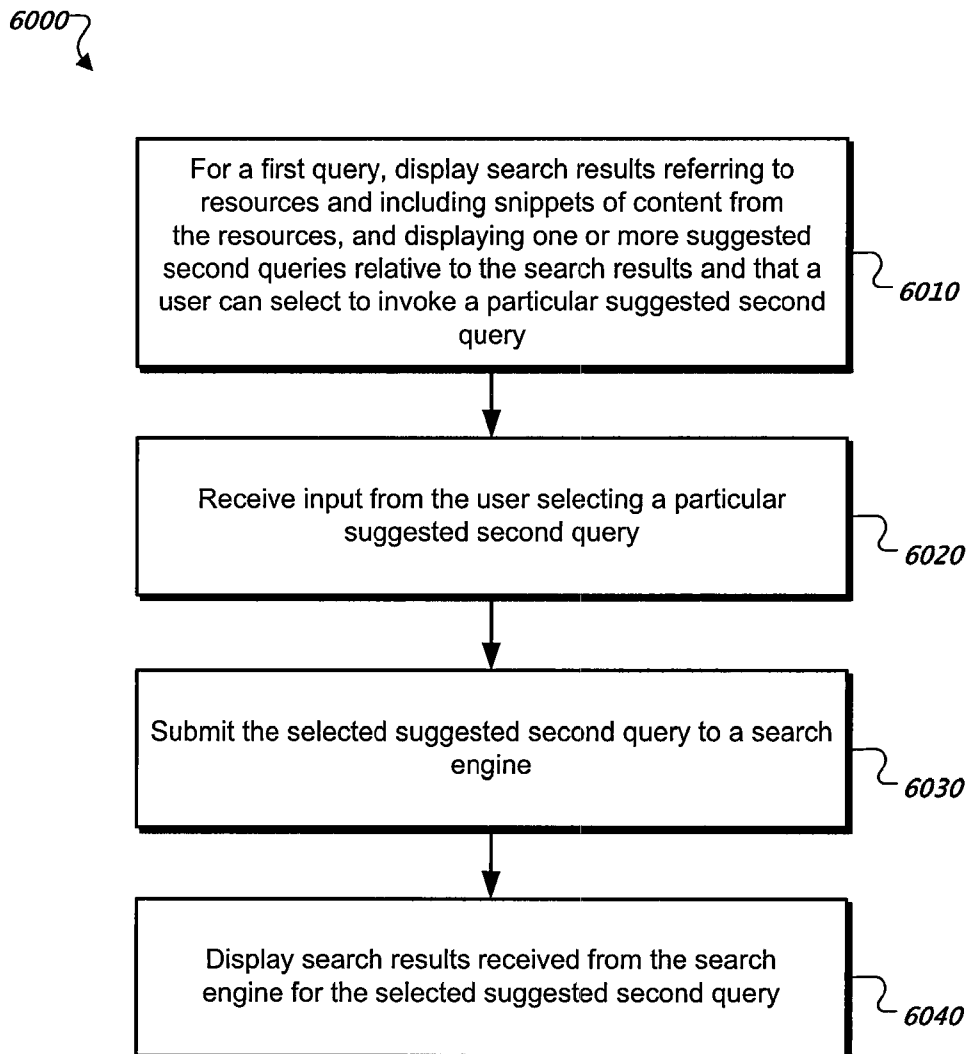 6000
For a first query, display search results referring to
resources and including snippets of content from
the resources, and displaying one or more suggested
second queries relative to the search results and that a
user can select to invoke a particular suggested second
query
6010
Receive input from the user selecting a particular
suggested second query
6020
Submit the selected suggested second query to a search
engine
6030
Display search results received from the search
engine for the selected suggested second query
6040